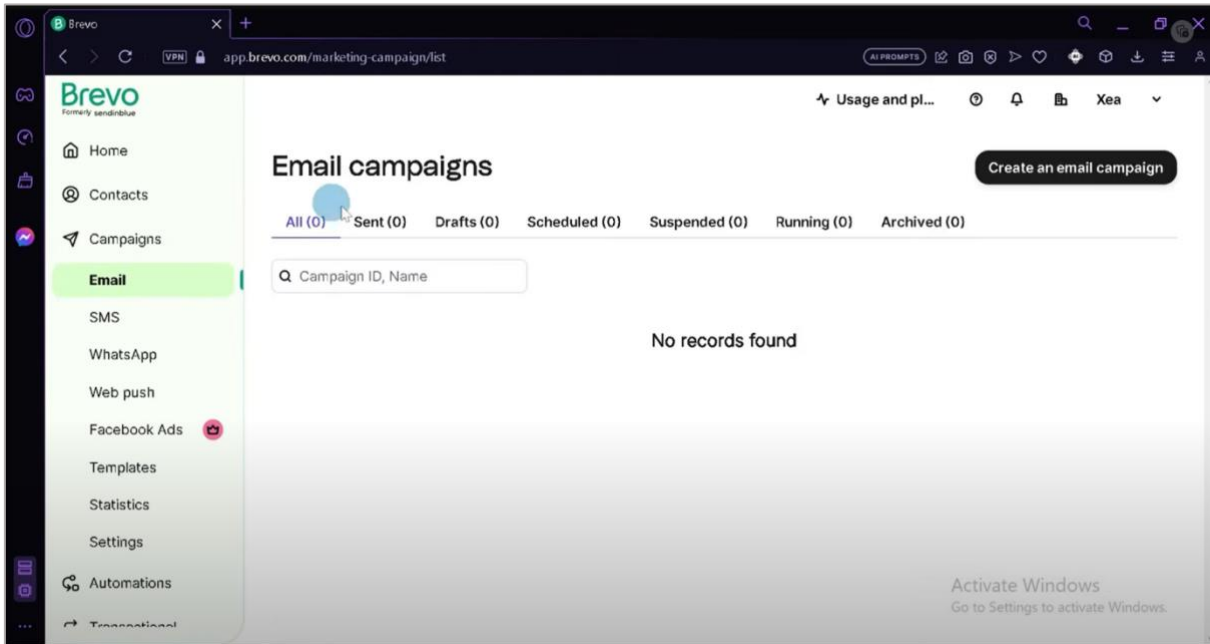 Brevo
VPN
app.brevo.com/marketing-campaign/list
AI PROMPTS
Brevo
Formerly sendinblue
Usage and pl...
Xea
Home
Contacts
Campaigns
Email
SMS
WhatsApp
Web push
Facebook Ads
Templates
Statistics
Settings
Automations
Transactional
Email campaigns
Create an email campaign
All (0) Sent (0) Drafts (0) Scheduled (0) Suspended (0) Running (0) Archived (0)
Campaign ID, Name
No records found
Activate Windows
Go to Settings to activate Windows.